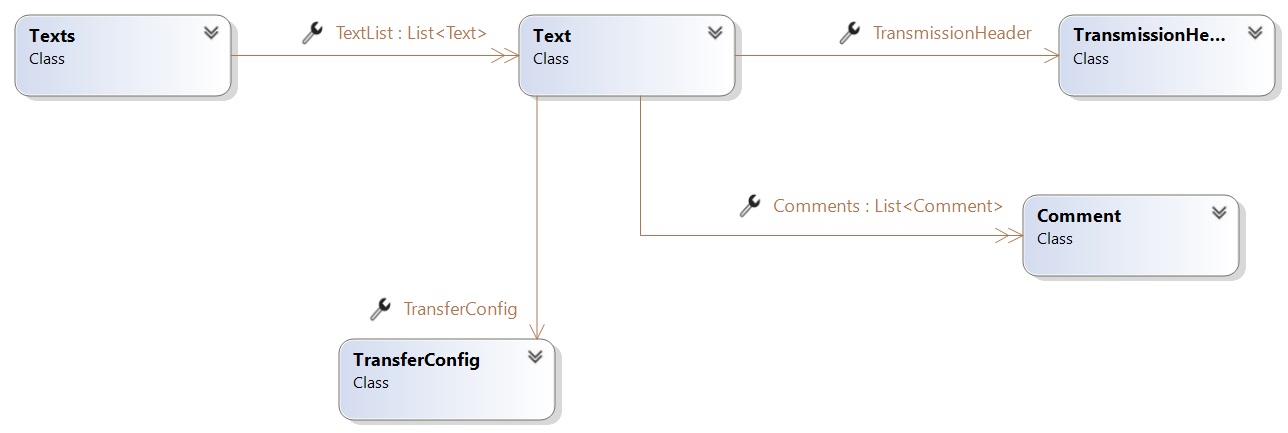 Texts
Class
TextList : List<Text>
Text
Class
TransmissionHeader
TransmissionHe...
Class
Comments : List<Comment>
Comment
Class
TransferConfig
TransferConfig
Class